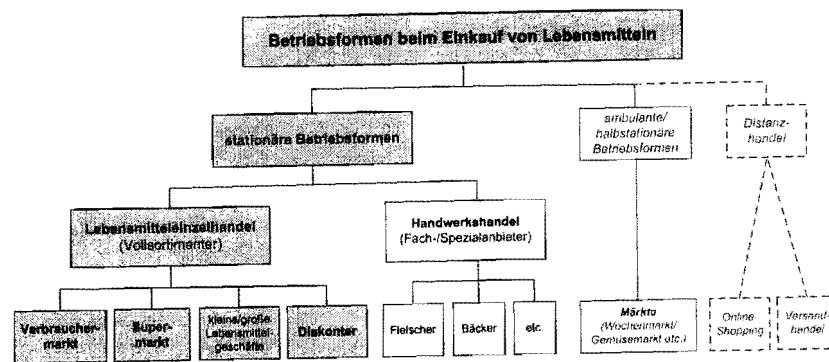 Betriebsformen beim Einkauf von Lebensmitteln
stationäre Betriebsformen
ambulante/
halbstationäre
Betriebsformen
Distanz-
handel
Lebensmitteleinzelhandel
(Vollsortimenter)
Handwerkshandel
(Fach-/Spezialanbieter)
Verbraucher-
markt
Super-
markt
kleine/große
Lebensmittel-
geschäfte
Diskonter
Fleischer
Bäcker
etc.
Märkte
(Wochenmarkt/
Gemüsemarkt etc.)
Online-
Shopping
Versand-
handel